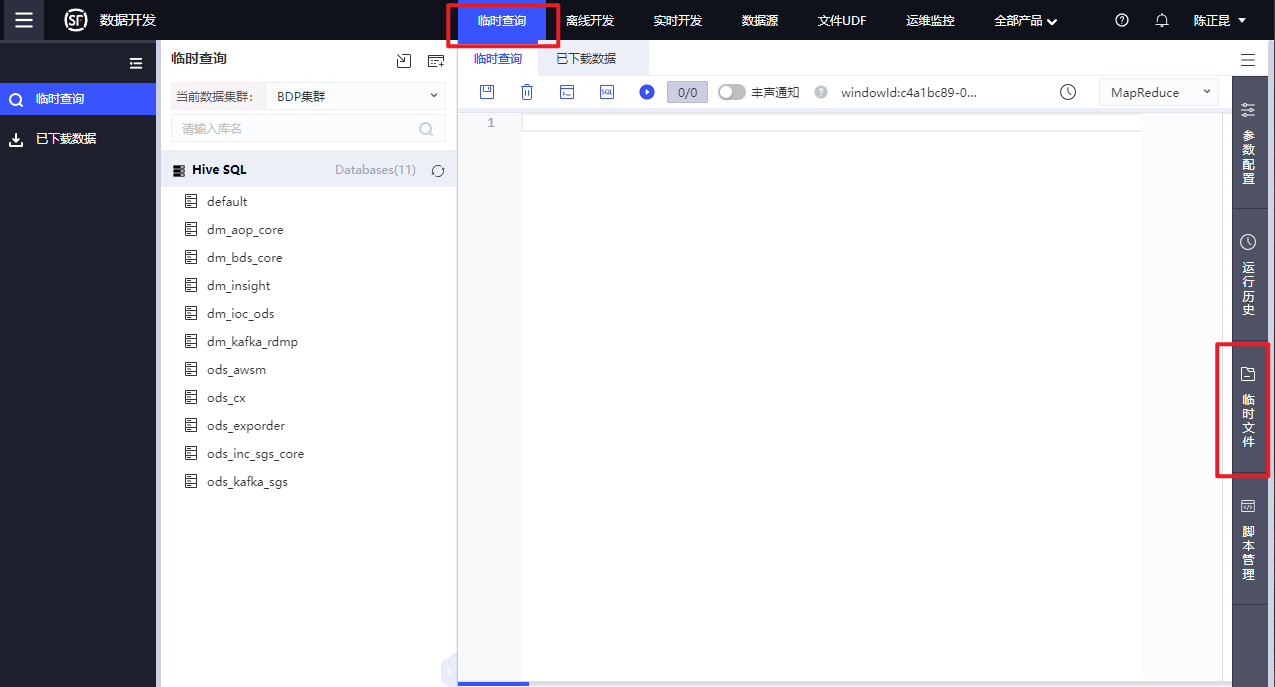 SF 数据开发
临时查询 离线开发 实时开发 数据源 文件UDF 运维监控 全部产品 陈正昆
临时查询
已下载数据
临时查询
当前数据集群: BDP集群
请输入库名
Hive SQL Databases(11)
default
dm_aop_core
dm_bds_core
dm_insight
dm_ioc_ods
dm_kafka_rdmp
ods_awsm
ods_cx
ods_exporder
ods_inc_sgs_core
ods_kafka_sgs
临时查询 已下载数据
SQL 0/0 丰声通知 windowId:c4a1bc89-0... MapReduce
1
参数配置
运行历史
临时文件
脚本管理